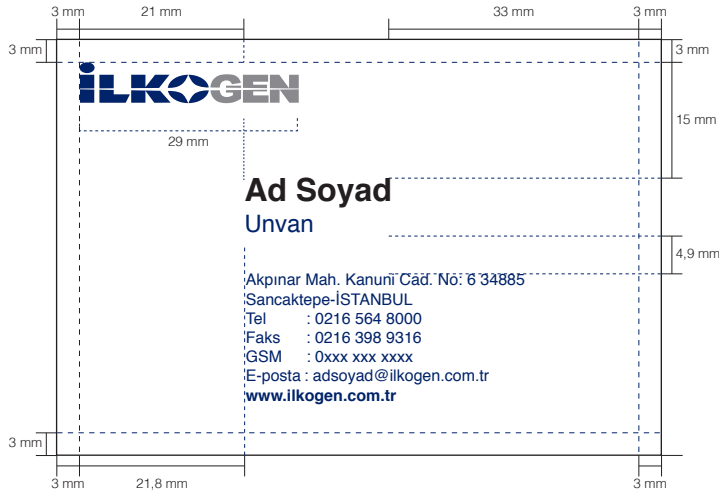 3 mm 21 mm 33 mm 3 mm
3 mm 3 mm
İLKOGEN
15 mm
29 mm
Ad Soyad
Unvan
4,9 mm
Akpınar Mah. Kanuni Cad. No: 6 34885
Sancaktepe-İSTANBUL
Tel : 0216 564 8000
Faks : 0216 398 9316
GSM : 0xxx xxx xxxx
E-posta : adsoyad@ilkogen.com.tr
www.ilkogen.com.tr
3 mm
3 mm 21,8 mm 3 mm